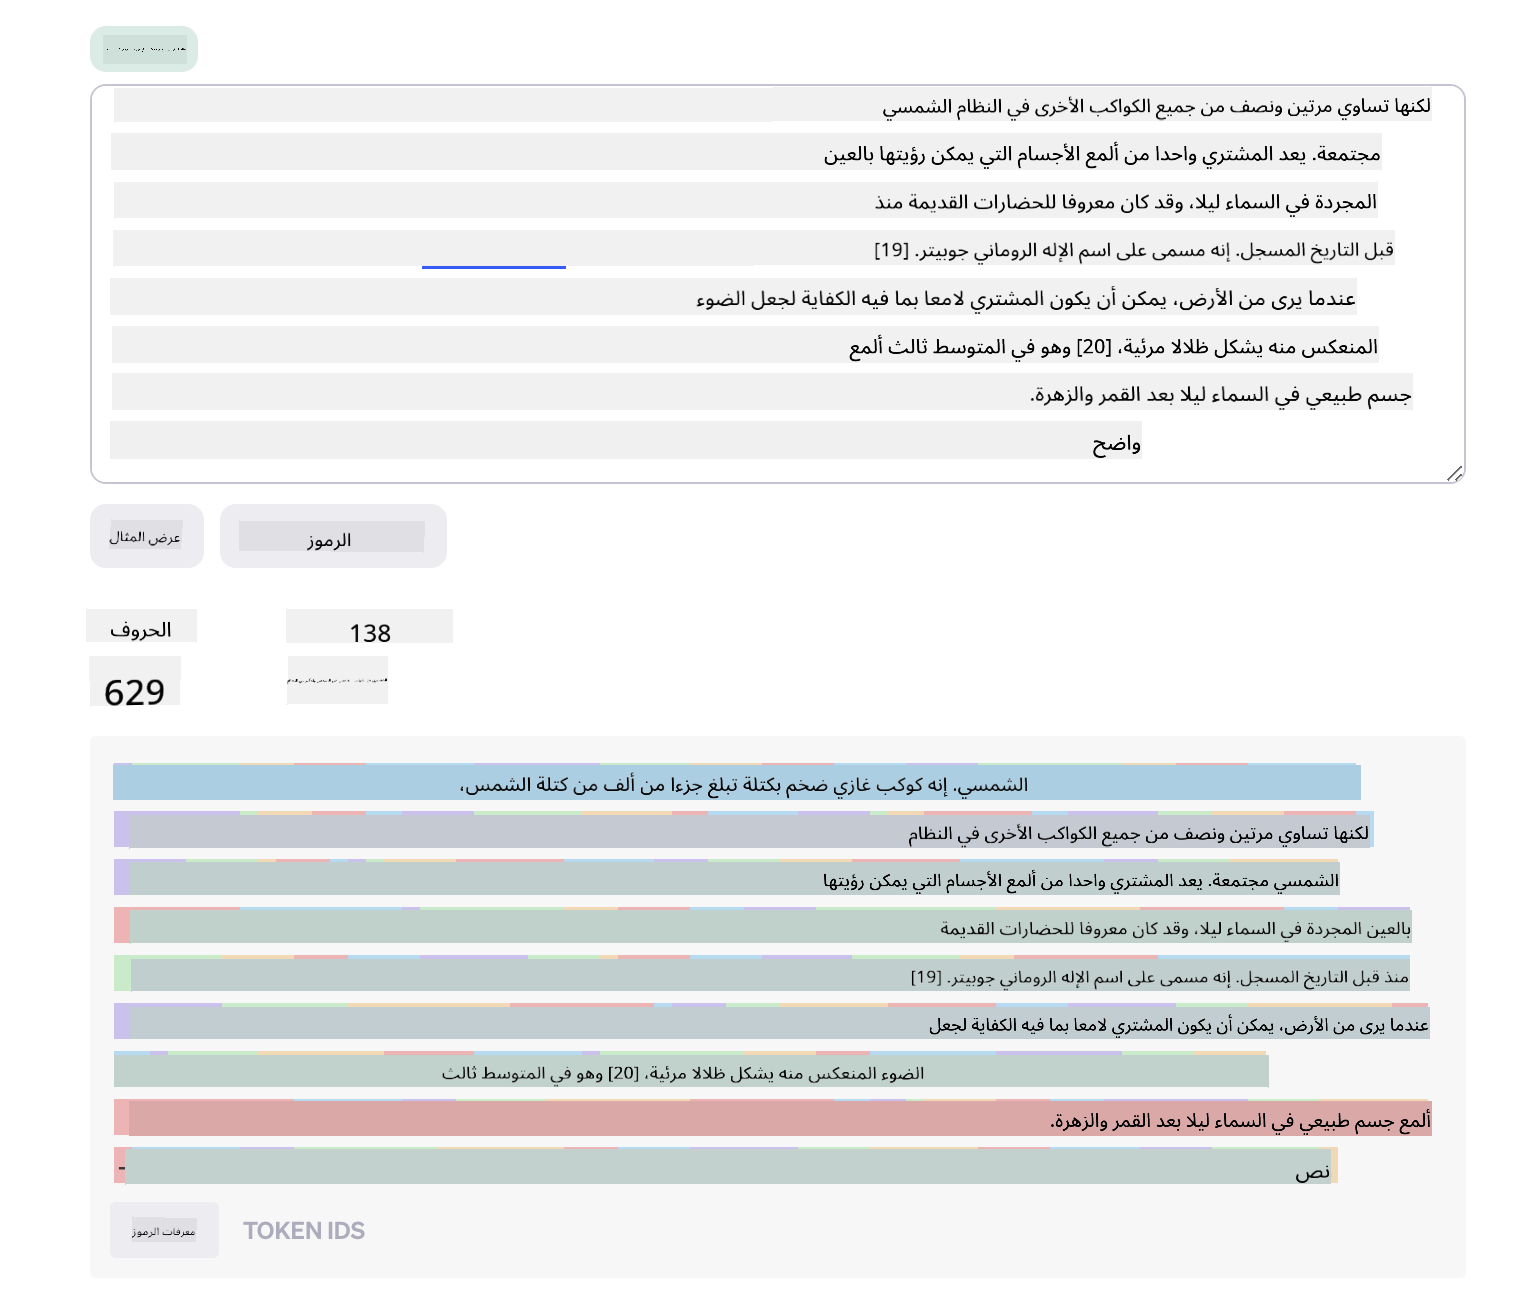 لكنها تساوي مرتين ونصف من جميع الكواكب الأخرى في النظام الشمسي
مجتمعة. يعد المشتري واحدا من ألمع الأجسام التي يمكن رؤيتها بالعين
المجردة في السماء ليلا، وقد كان معروفا للحضارات القديمة منذ
قبل التاريخ المسجل. إنه مسمى على اسم الإله الروماني جوبيتر. [19]
عندما يرى من الأرض، يمكن أن يكون المشتري لامعا بما فيه الكفاية لجعل الضوء
المنعكس منه يشكل ظلالا مرئية، [20] وهو في المتوسط ثالث ألمع
جسم طبيعي في السماء ليلا بعد القمر والزهرة.
واضح
عرض المثال
الرموز
الحروف
138
629
الشمسي. إنه كوكب غازي ضخم بكتلة تبلغ جزءا من ألف من كتلة الشمس،
لكنها تساوي مرتين ونصف من جميع الكواكب الأخرى في النظام
الشمسي مجتمعة. يعد المشتري واحدا من ألمع الأجسام التي يمكن رؤيتها
بالعين المجردة في السماء ليلا، وقد كان معروفا للحضارات القديمة
منذ قبل التاريخ المسجل. إنه مسمى على اسم الإله الروماني جوبيتر. [19]
عندما يرى من الأرض، يمكن أن يكون المشتري لامعا بما فيه الكفاية لجعل
الضوء المنعكس منه يشكل ظلالا مرئية، [20] وهو في المتوسط ثالث
ألمع جسم طبيعي في السماء ليلا بعد القمر والزهرة.
نص
معرفات الرموز
TOKEN IDS